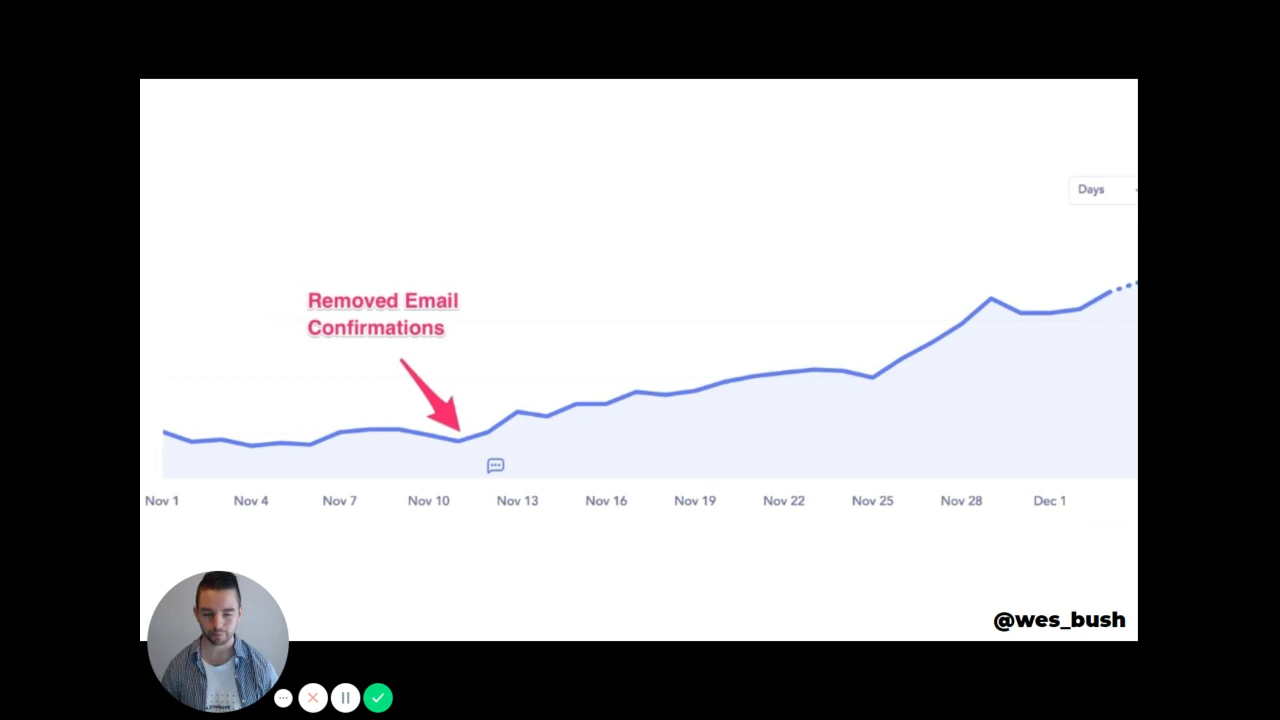 Days
Removed Email
Confirmations
Nov 1 Nov 4 Nov 7 Nov 10 Nov 13 Nov 16 Nov 19 Nov 22 Nov 25 Nov 28 Dec 1
@wes_bush